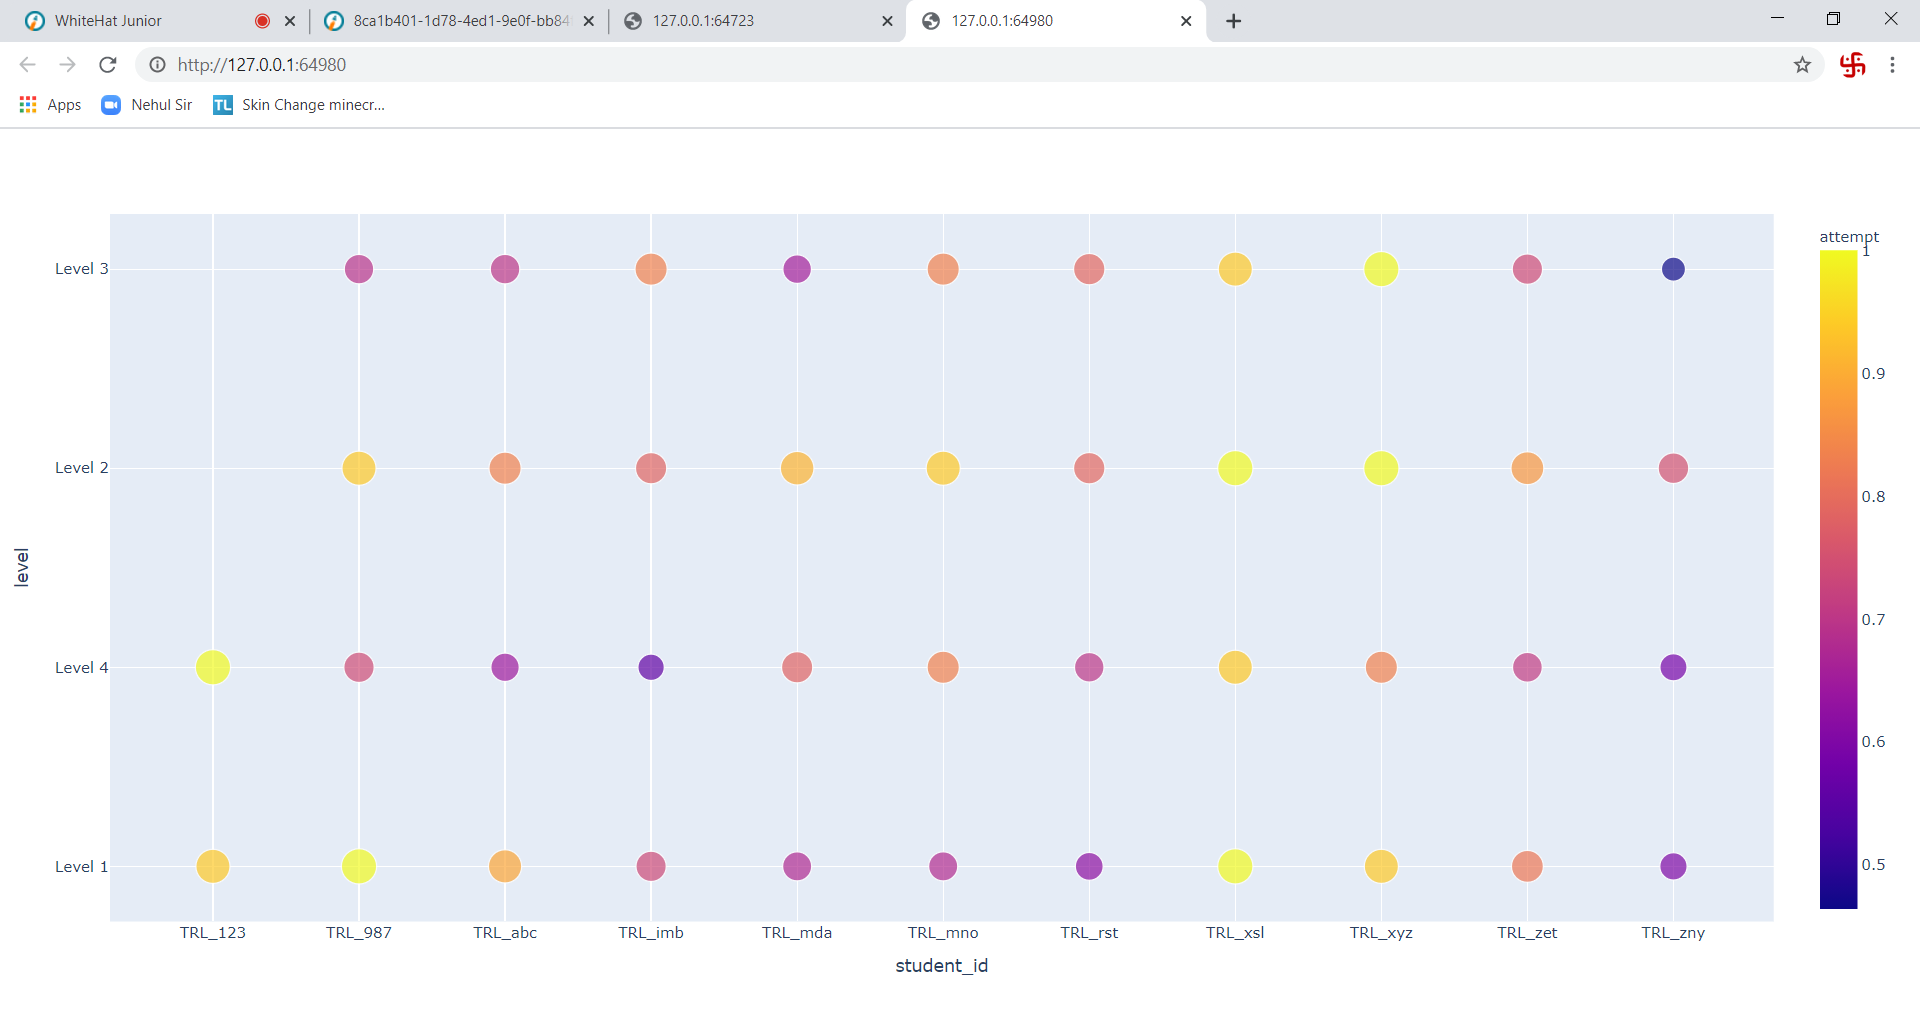 WhiteHat Junior
8ca1b401-1d78-4ed1-9e0f-bb84
127.0.0.1:64723
127.0.0.1:64980
http://127.0.0.1:64980
Apps
Nehul Sir
TL
Skin Change minecr...
attempt
1
0.9
0.8
0.7
0.6
0.5
level
Level 3
Level 2
Level 4
Level 1
TRL_123
TRL_987
TRL_abc
TRL_imb
TRL_mda
TRL_mno
TRL_rst
TRL_xsl
TRL_xyz
TRL_zet
TRL_zny
student_id